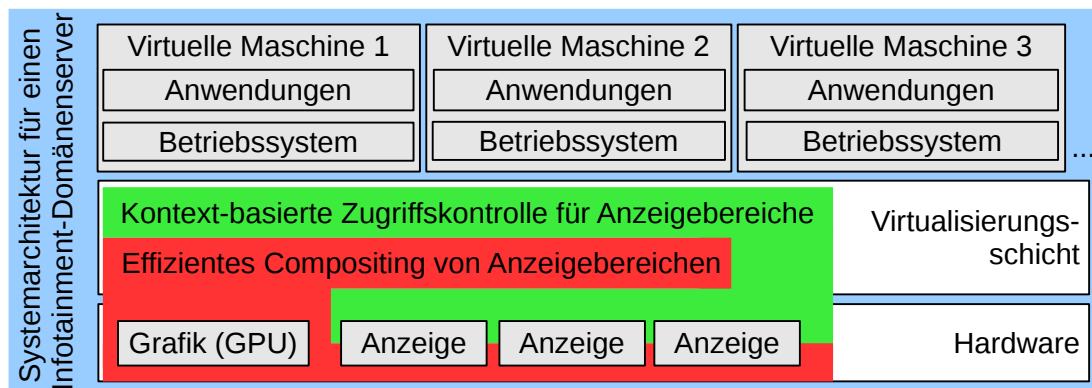 Systemarchitektur für einen
Infotainment-Domänenserver
Virtuelle Maschine 1
Anwendungen
Betriebssystem
Virtuelle Maschine 2
Anwendungen
Betriebssystem
Virtuelle Maschine 3
Anwendungen
Betriebssystem
...
Kontext-basierte Zugriffskontrolle für Anzeigebereiche
Effizientes Compositing von Anzeigebereichen
Virtualisierungs-
schicht
Grafik (GPU)
Anzeige
Anzeige
Anzeige
Hardware